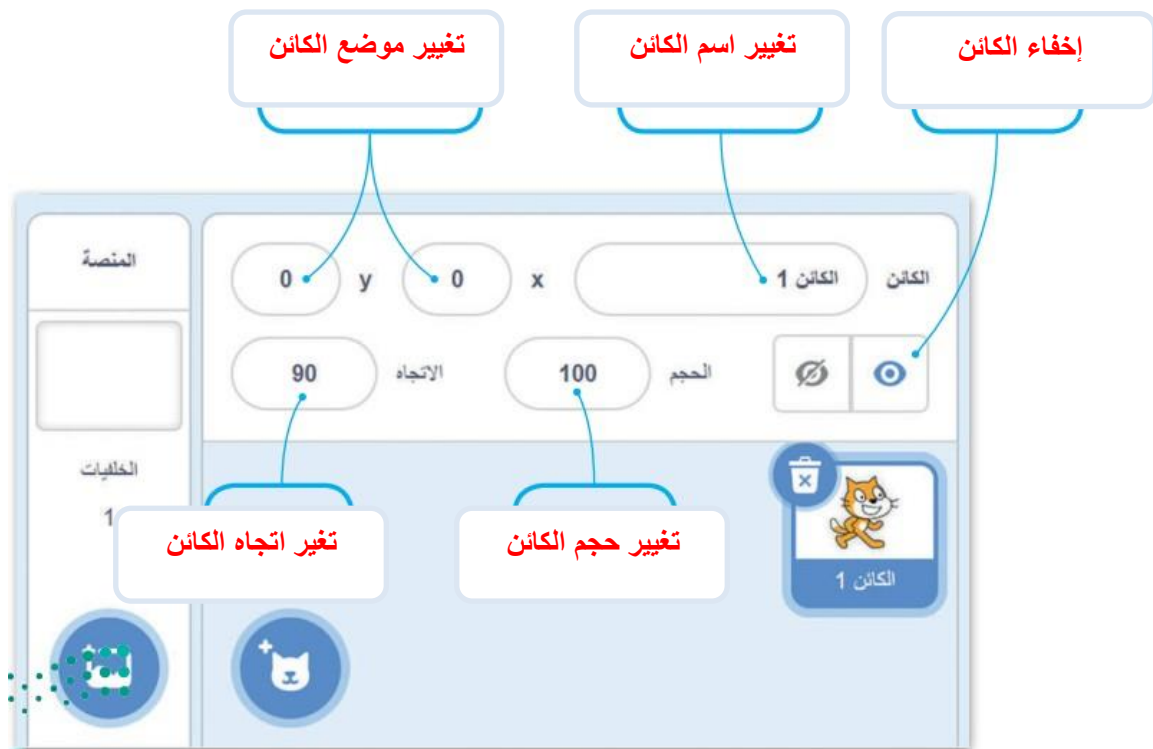 إخفاء الكائن
تغيير اسم الكائن
تغيير موضع الكائن
الكائن
الكائن 1
x
0
y
0
الحجم
100
الاتجاه
90
المنصة
الخلفيات
1
تغيير حجم الكائن
تغير اتجاه الكائن
الكائن 1